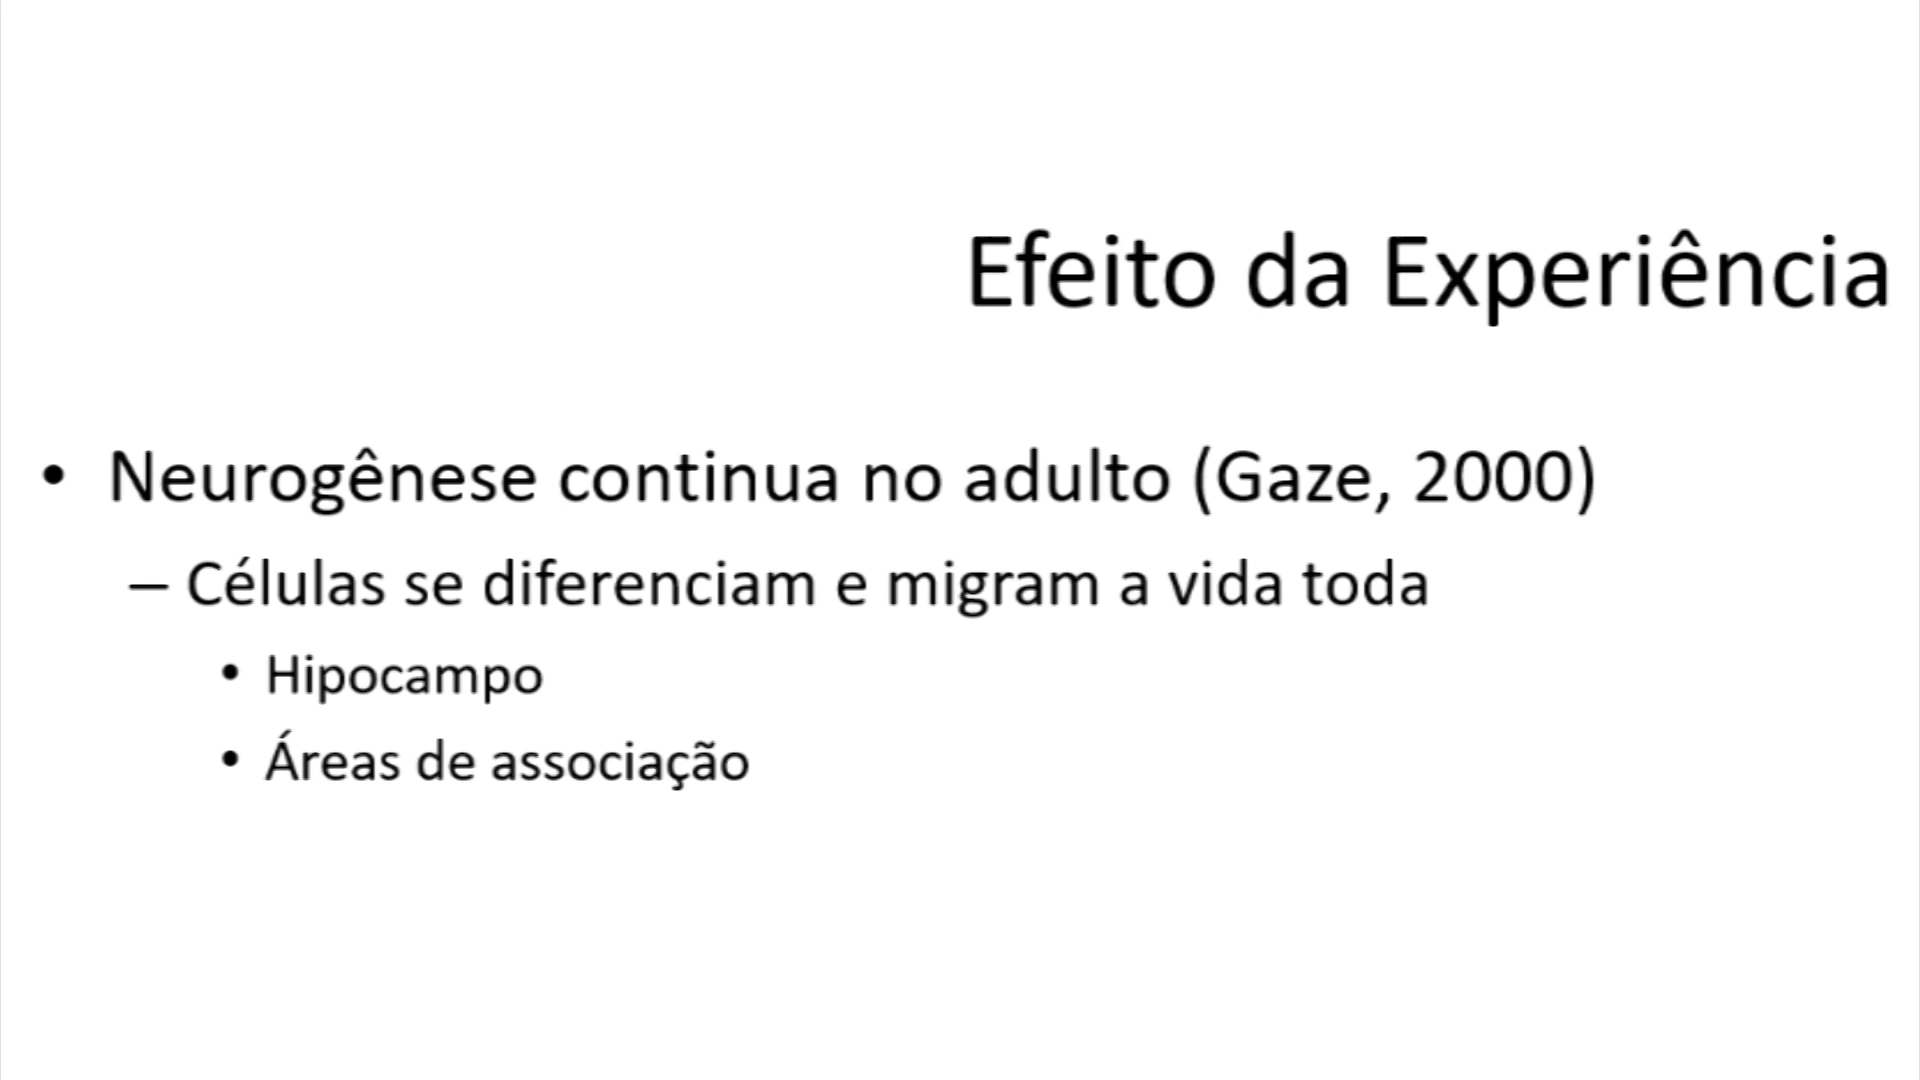 Efeito da Experiência
• Neurogênese continua no adulto (Gaze, 2000)
– Células se diferenciam e migram a vida toda
• Hipocampo
• Áreas de associação